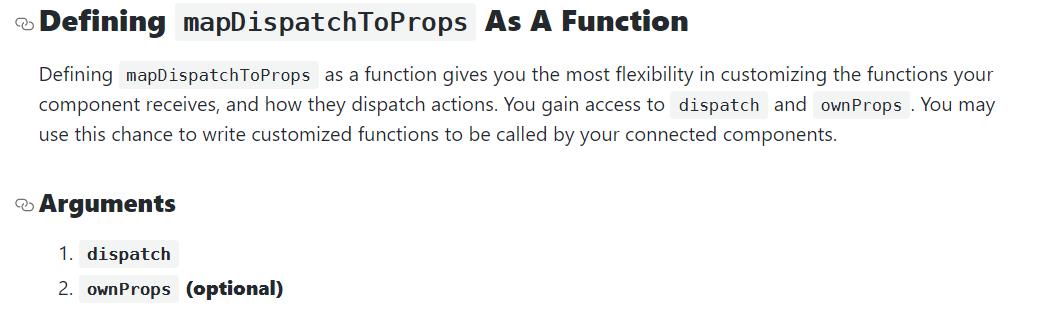 Defining mapDispatchToProps As A Function
Defining mapDispatchToProps as a function gives you the most flexibility in customizing the functions your
component receives, and how they dispatch actions. You gain access to dispatch and ownProps. You may
use this chance to write customized functions to be called by your connected components.
Arguments
1. dispatch
2. ownProps (optional)